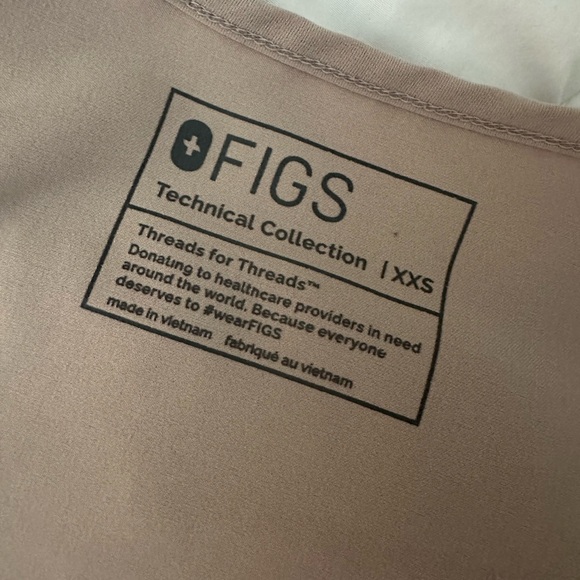 FIGS
Technical Collection | XXS
Threads for Threads™
Donating to healthcare providers in need
around the world. Because everyone
deserves to #wearFIGS
made in vietnam fabriqué au vietnam